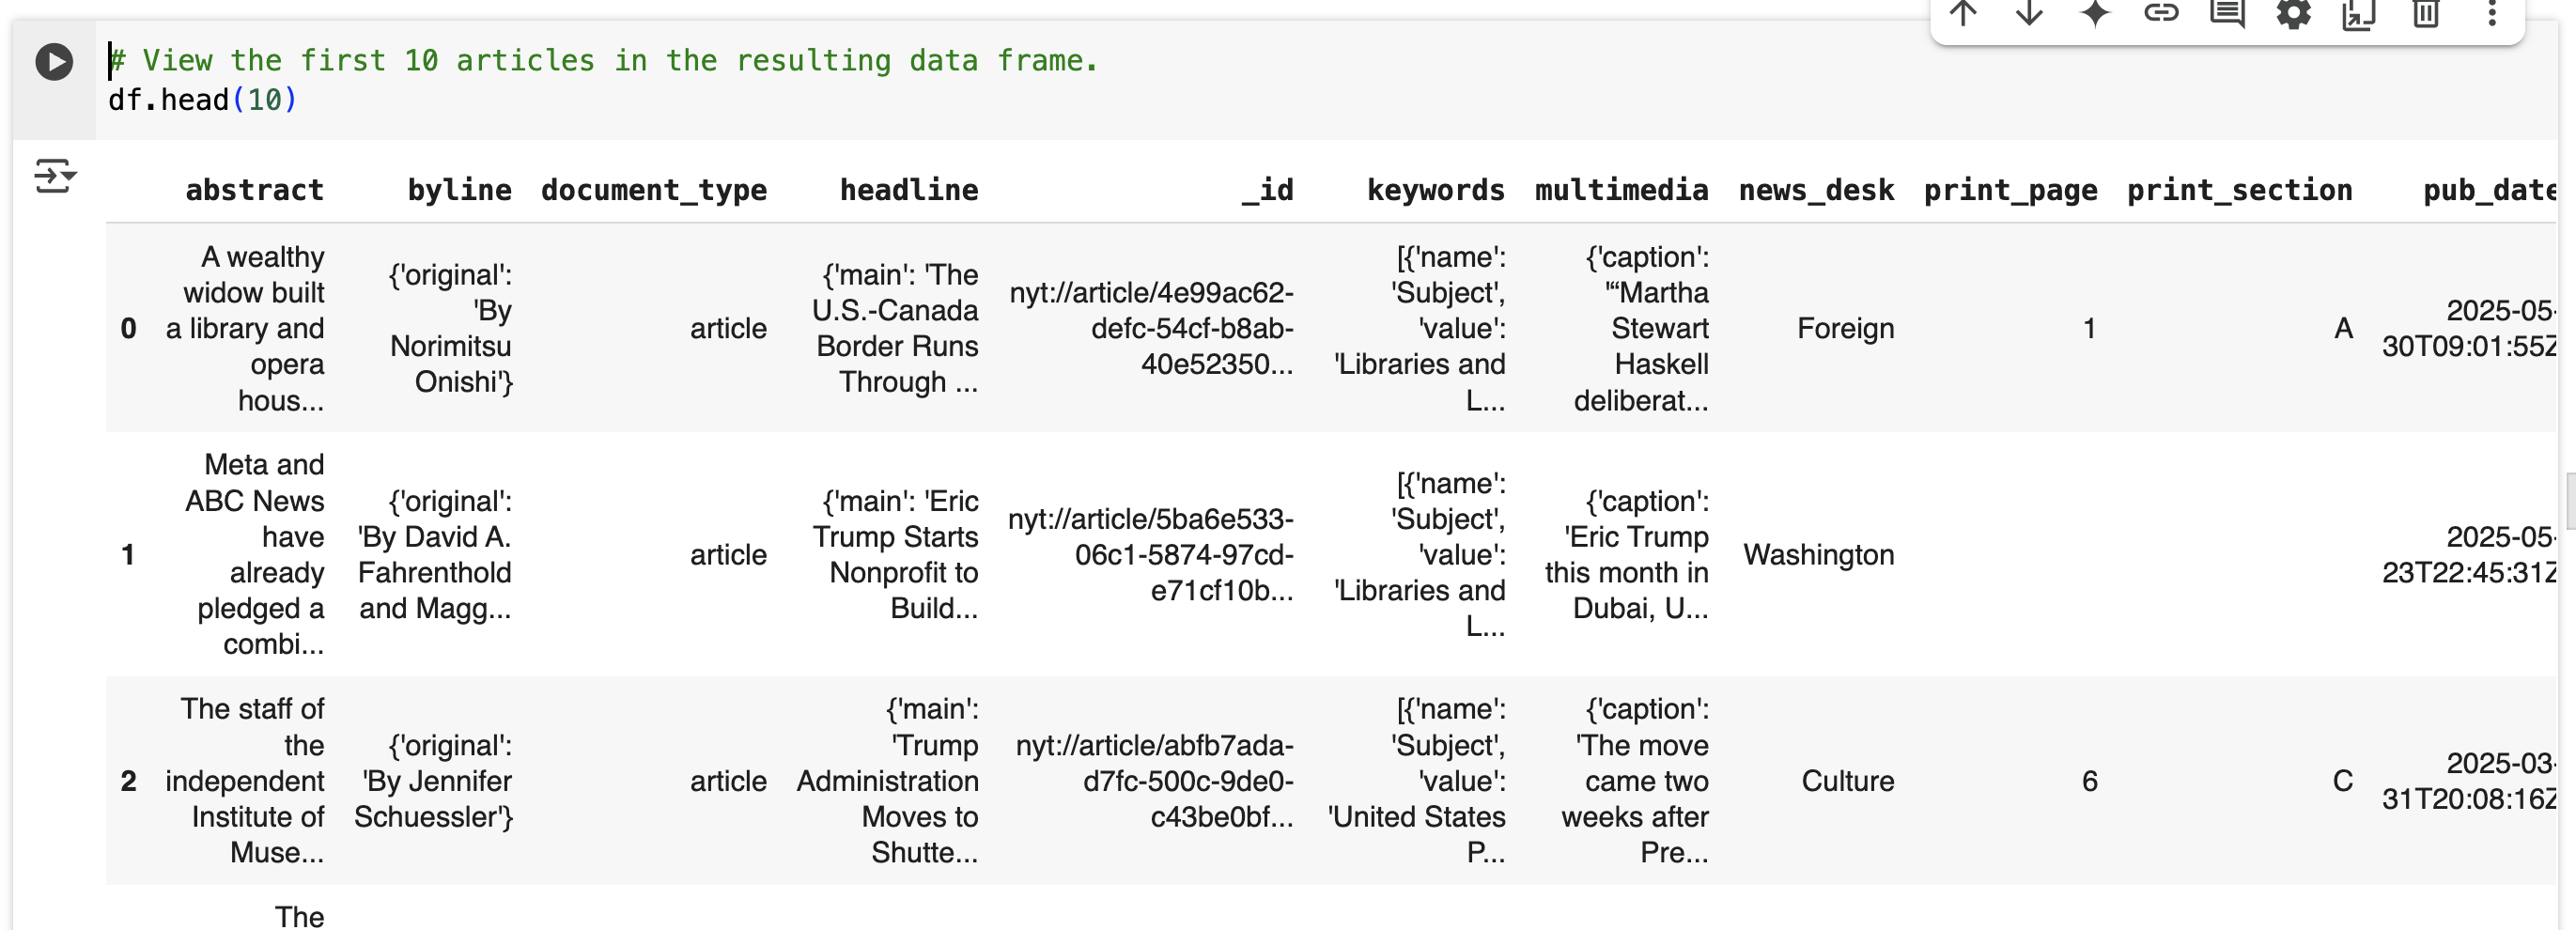 # View the first 10 articles in the resulting data frame.
df.head(10)
abstract byline document_type headline _id keywords multimedia news_desk print_page print_section pub_date
0
A wealthy
widow built
a library and
opera
hous...
{'original':
'By
Norimitsu
Onishi'}
article
{'main': 'The
U.S.-Canada
Border Runs
Through ...
nyt://article/4e99ac62-
defc-54cf-b8ab-
40e52350...
[{'name':
'Subject',
'value':
'Libraries and
L...
{'caption':
'“Martha
Stewart
Haskell
deliberat...
Foreign
1
A
2025-05-
30T09:01:55Z
1
Meta and
ABC News
have
already
pledged a
combi...
{'original':
'By David A.
Fahrenthold
and Magg...
article
{'main': 'Eric
Trump Starts
Nonprofit to
Build...
nyt://article/5ba6e533-
06c1-5874-97cd-
e71cf10b...
[{'name':
'Subject',
'value':
'Libraries and
L...
{'caption':
'Eric Trump
this month in
Dubai, U...
Washington
2025-05-
23T22:45:31Z
2
The staff of
the
independent
Institute of
Muse...
{'original':
'By Jennifer
Schuessler'}
article
{'main':
'Trump
Administration
Moves to
Shutte...
nyt://article/abfb7ada-
d7fc-500c-9de0-
c43be0bf...
[{'name':
'Subject',
'value':
'United States
P...
{'caption':
'The move
came two
weeks after
Pre...
Culture
6
C
2025-03-
31T20:08:16Z
The